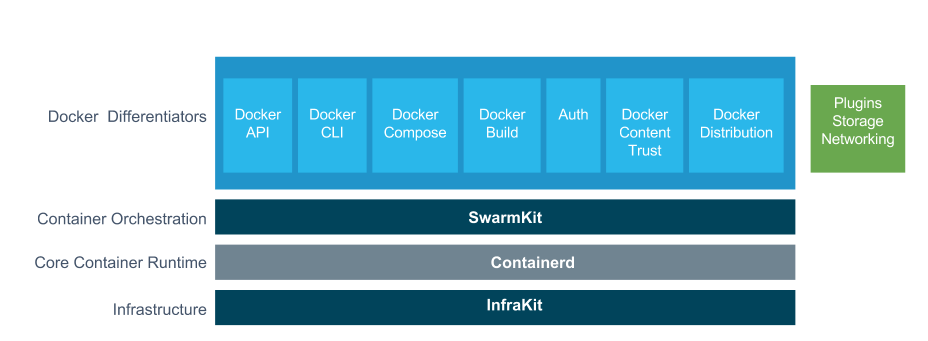 Docker Differentiators
Docker
API
Docker
CLI
Docker
Compose
Docker
Build
Auth
Docker
Content
Trust
Docker
Distribution
Plugins
Storage
Networking
Container Orchestration
SwarmKit
Core Container Runtime
Containerd
Infrastructure
InfraKit